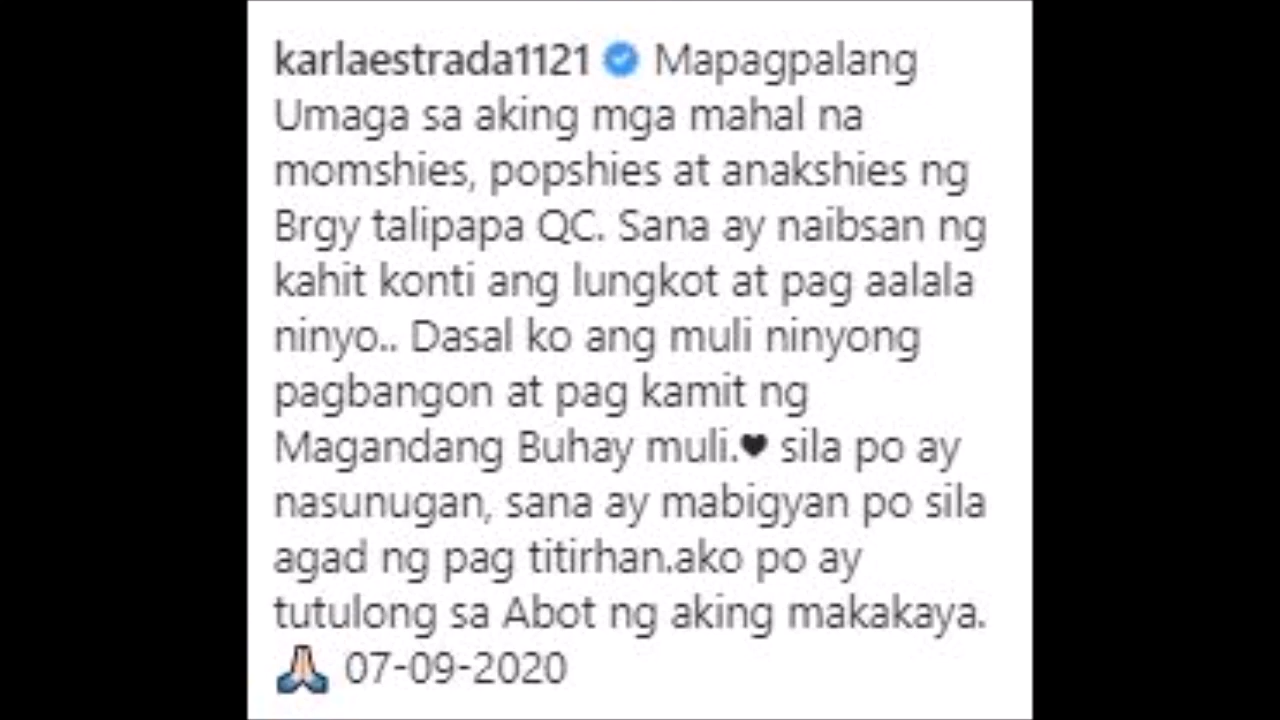 karlaestrada1121 Mapagpalang
Umaga sa aking mga mahal na
momshies, popshies at anakshies ng
Brgy talipapa QC. Sana ay naibsan ng
kahit konti ang lungkot at pag aalala
ninyo.. Dasal ko ang muli ninyong
pagbangon at pag kamit ng
Magandang Buhay muli.🖤 sila po ay
nasunugan, sana ay mabigyan po sila
agad ng pag titirhan.ako po ay
tutulong sa Abot ng aking makakaya.
🙏🏻 07-09-2020